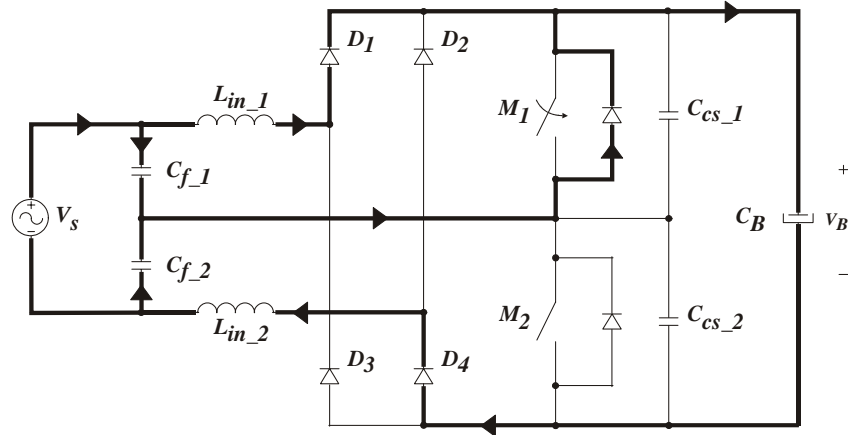 D1
D2
Lin_1
M1
Ccs_1
Cf_1
+
Vs
−
CB
+
VB
−
Cf_2
Lin_2
M2
Ccs_2
D3
D4